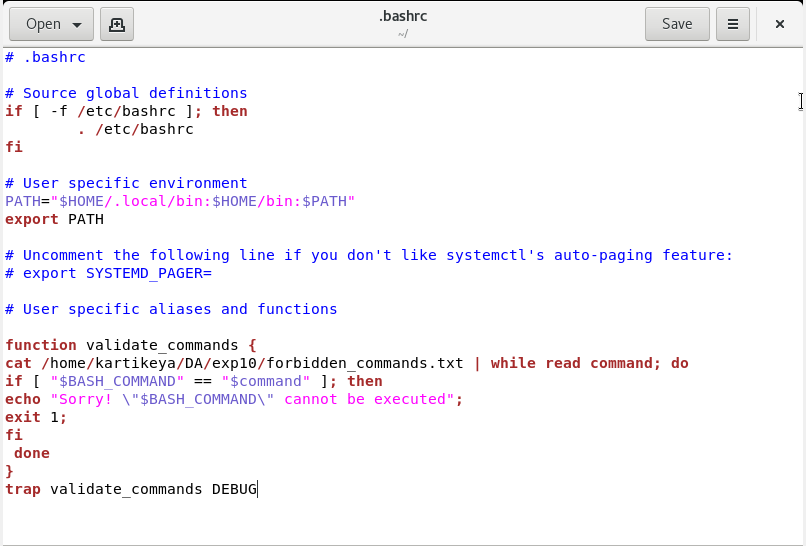 Open
.bashrc
~/
Save
# .bashrc
# Source global definitions
if [ -f /etc/bashrc ]; then
        . /etc/bashrc
fi
# User specific environment
PATH="$HOME/.local/bin:$HOME/bin:$PATH"
export PATH
# Uncomment the following line if you don't like systemctl's auto-paging feature:
# export SYSTEMD_PAGER=
# User specific aliases and functions
function validate_commands {
cat /home/kartikeya/DA/exp10/forbidden_commands.txt | while read command; do
if [ "$BASH_COMMAND" == "$command" ]; then
echo "Sorry! \"$BASH_COMMAND\" cannot be executed";
exit 1;
fi
 done
}
trap validate_commands DEBUG